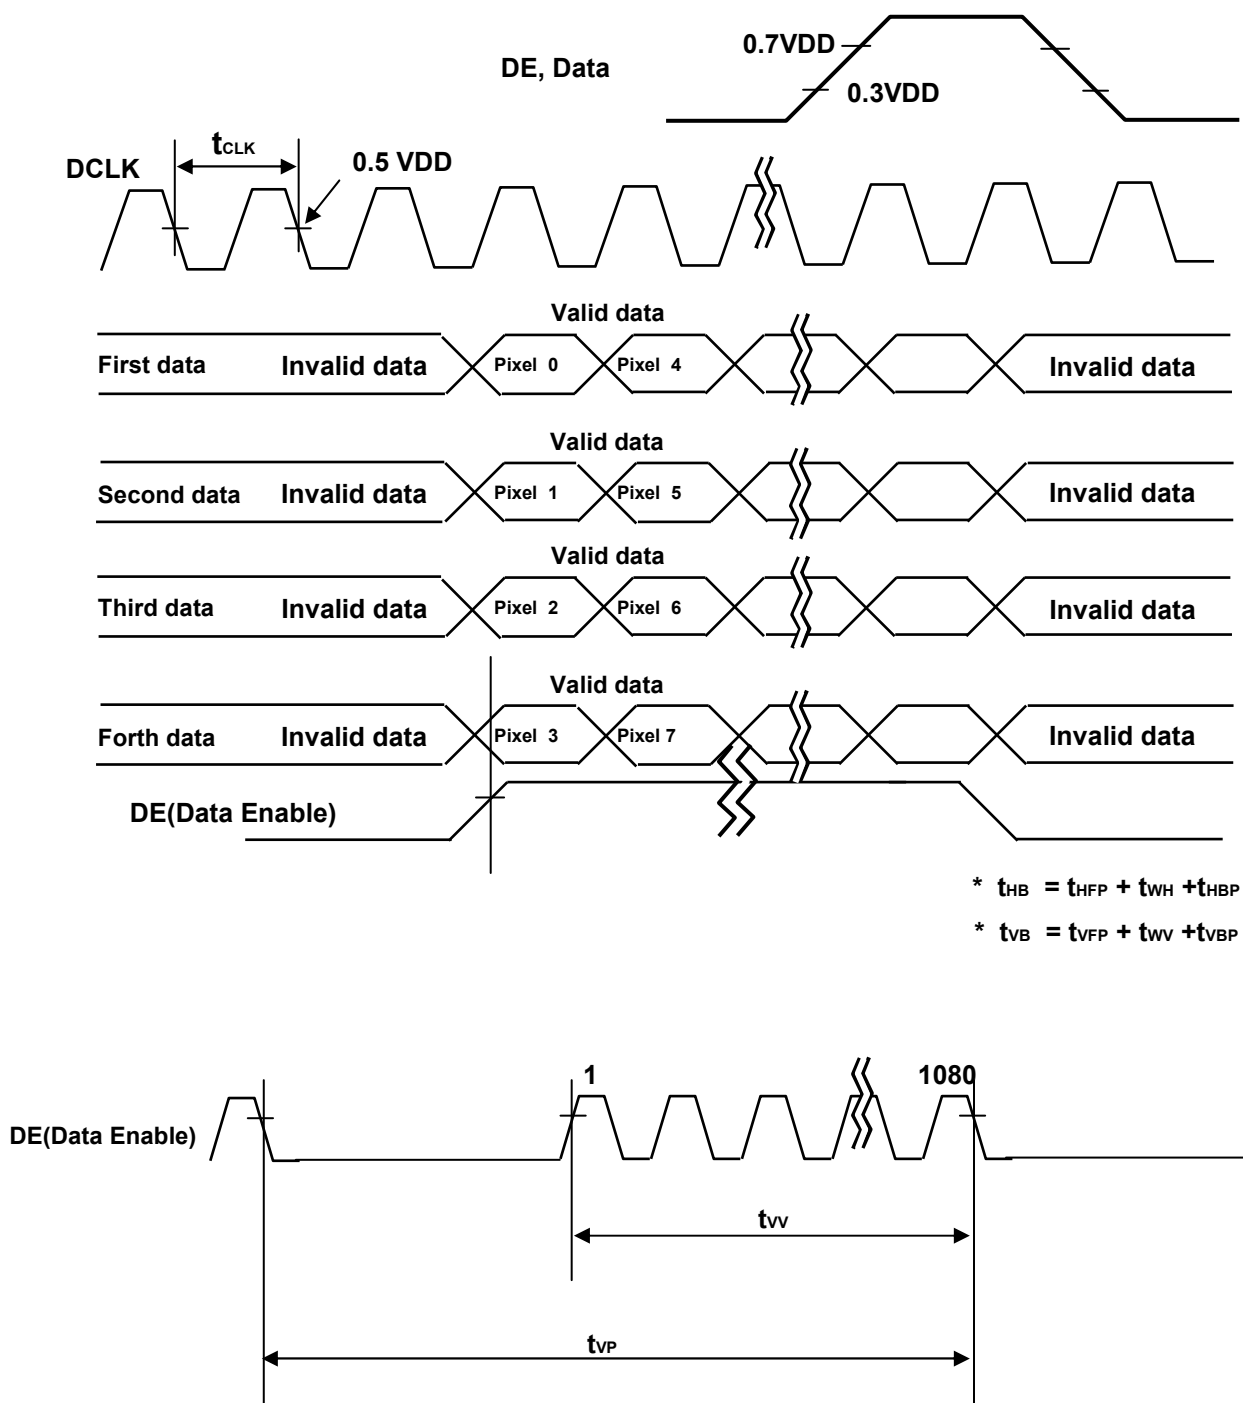 0.7VDD
DE, Data
0.3VDD
tCLK
0.5 VDD
DCLK
Valid data
First data Invalid data Pixel 0 Pixel 4 Invalid data
Valid data
Second data Invalid data Pixel 1 Pixel 5 Invalid data
Valid data
Third data Invalid data Pixel 2 Pixel 6 Invalid data
Valid data
Forth data Invalid data Pixel 3 Pixel 7 Invalid data
DE(Data Enable)
* tHB = tHFP + tWH +tHBP
* tVB = tVFP + tWV +tVBP
1 1080
DE(Data Enable)
tVV
tVP